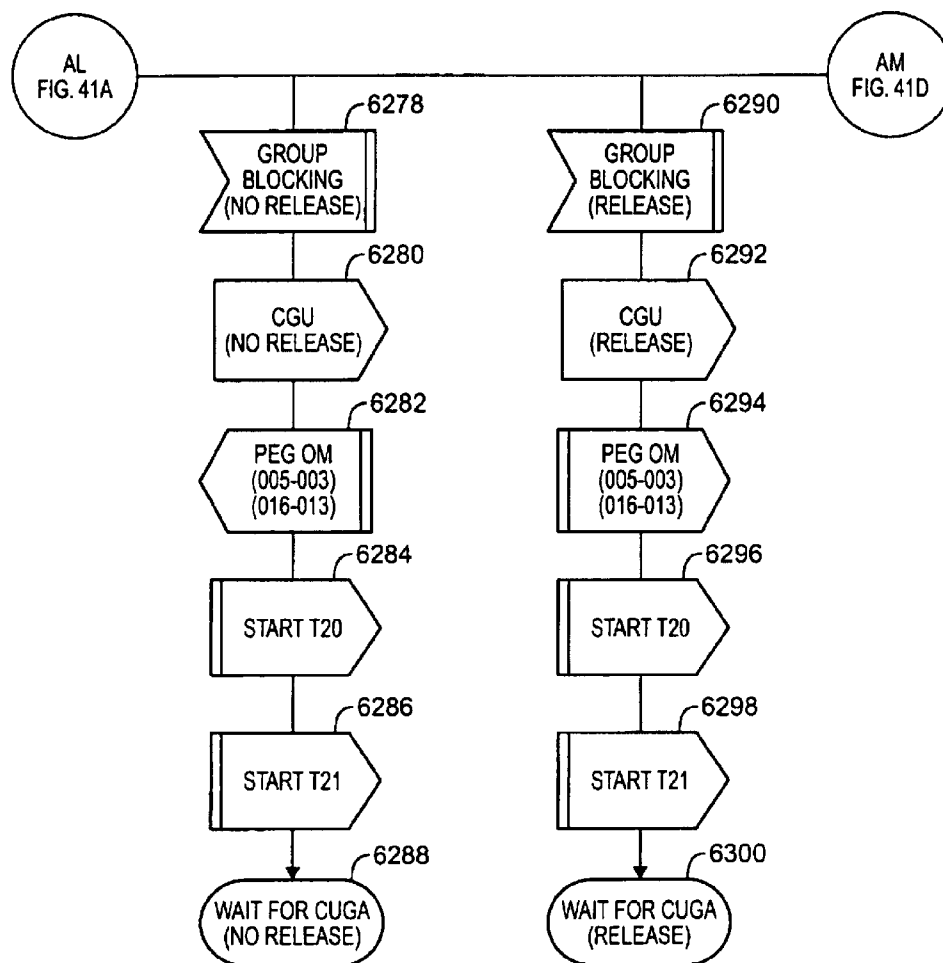 AL
FIG. 41A
AM
FIG. 41D
6278
GROUP
BLOCKING
(NO RELEASE)
6280
CGU
(NO RELEASE)
6282
PEG OM
(005-003)
(016-013)
6284
START T20
6286
START T21
6288
WAIT FOR CUGA
(NO RELEASE)
6290
GROUP
BLOCKING
(RELEASE)
6292
CGU
(RELEASE)
6294
PEG OM
(005-003)
(016-013)
6296
START T20
6298
START T21
6300
WAIT FOR CUGA
(RELEASE)